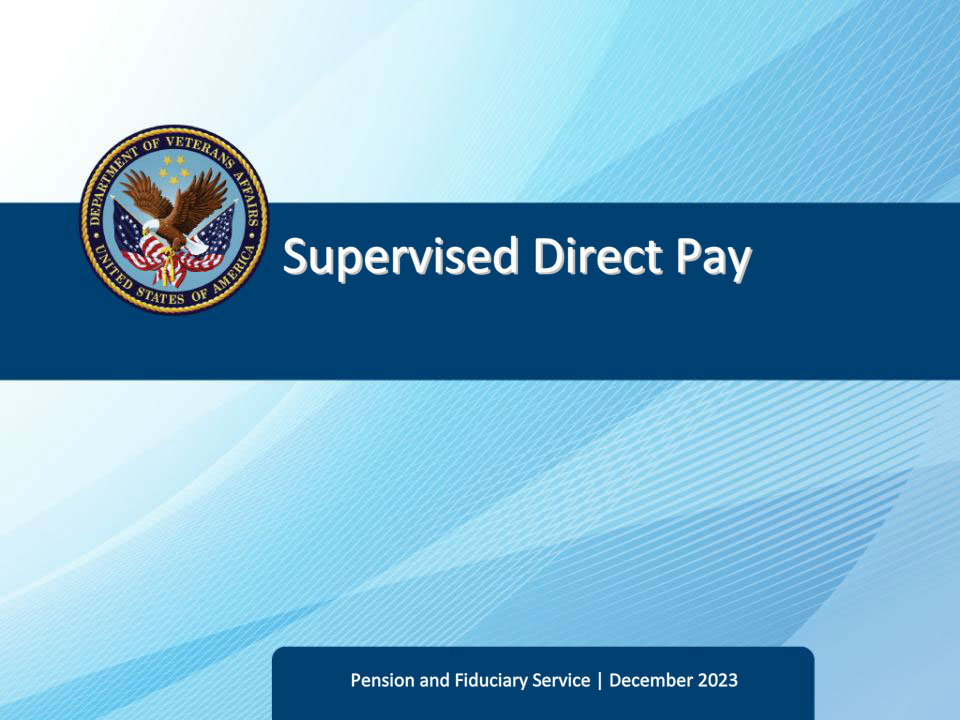 DEPARTMENT OF VETERANS AFFAIRS
UNITED STATES OF AMERICA
Supervised Direct Pay
Pension and Fiduciary Service | December 2023